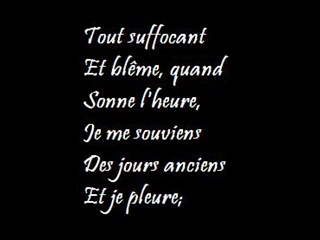 Tout suffocant
Et blême, quand
Sonne l'heure,
Je me souviens
Des jours anciens
Et je pleure;